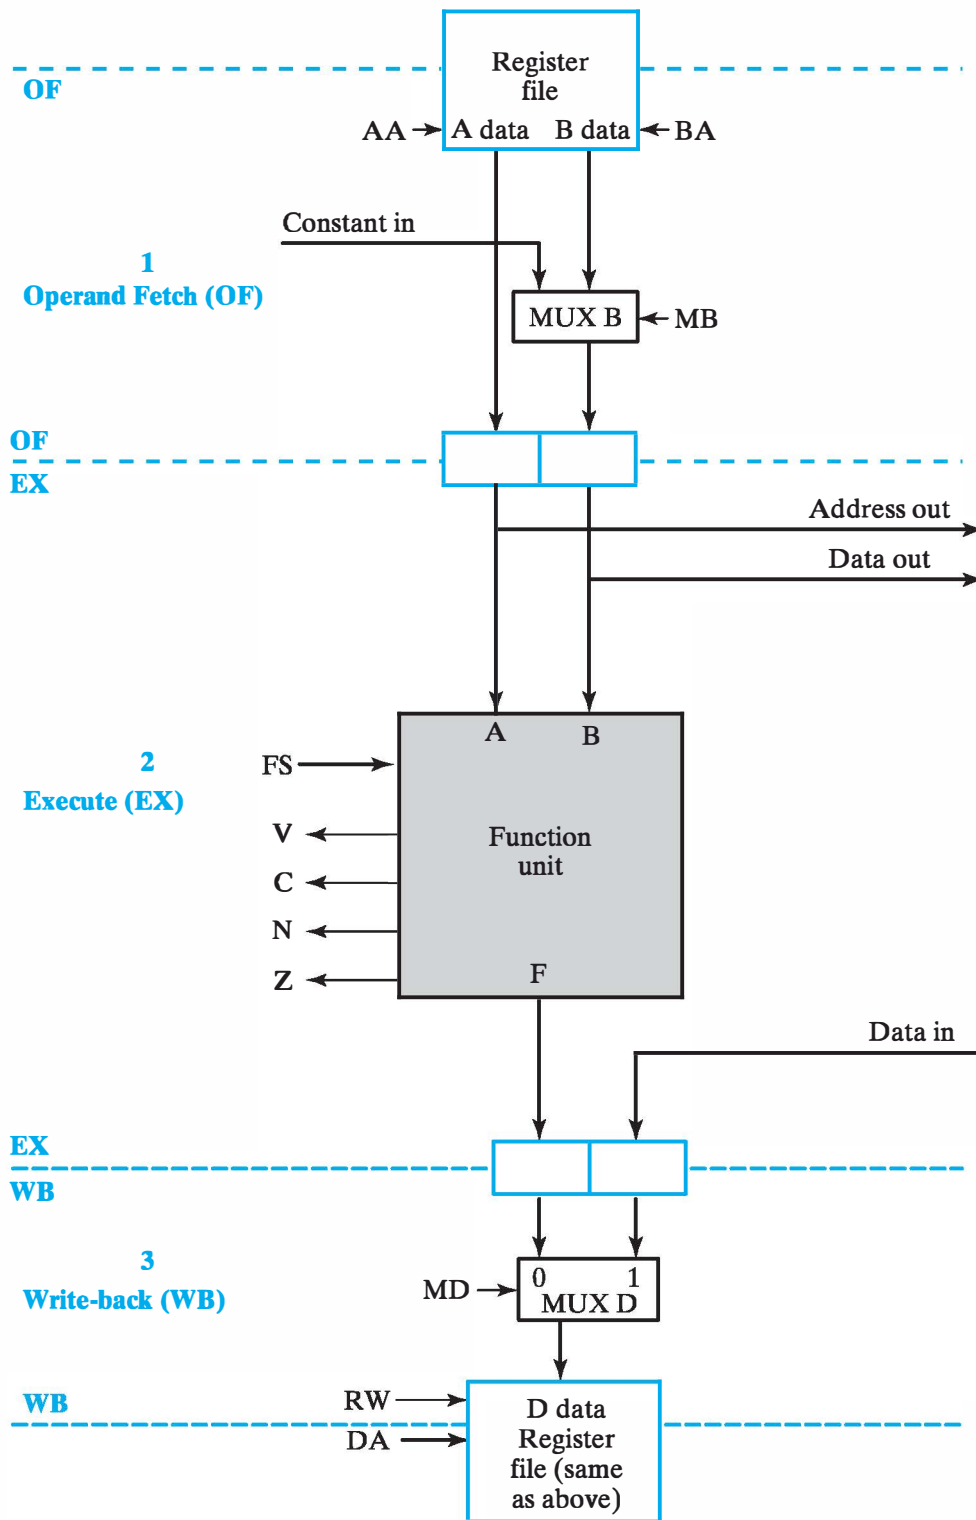 Register
file
OF
AA
A data
B data
BA
Constant in
1
Operand Fetch (OF)
MUX B
MB
OF
EX
Address out
Data out
A
B
2
Execute (EX)
FS
V
C
N
Z
Function
unit
F
Data in
EX
WB
3
Write-back (WB)
MD
0
1
MUX D
WB
RW
DA
D data
Register
file (same
as above)